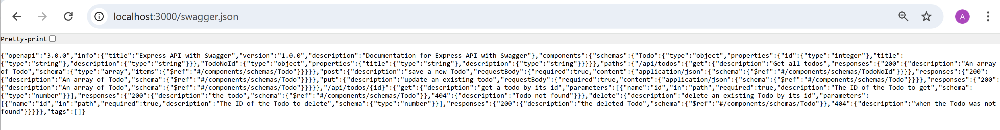 localhost:3000/swagger.json
A
Pretty-print
{"openapi":"3.0.0","info":{"title":"Express API with Swagger","version":"1.0.0","description":"Documentation for Express API with Swagger"},"components":{"schemas":{"Todo":{"type":"object","properties":{"id":{"type":"integer"},"title":
{"type":"string"},"description":{"type":"string"}}},"TodoNoId":{"type":"object","properties":{"title":{"type":"string"},"description":{"type":"string"}}}}},"paths":{"/api/todos":{"get":{"description":"Get all todos","responses":{"200":{"description":"An array
of Todo","schema":{"type":"array","items":{"$ref":"#/components/schemas/Todo"}}}}},"post":{"description":"save a new Todo","requestBody":{"required":true,"content":{"application/json":{"schema":{"$ref":"#/components/schemas/TodoNoId"}}}},"responses":{"200":
{"description":"An array of Todo","schema":{"$ref":"#/components/schemas/Todo"}}}},"put":{"description":"update an existing todo","requestBody":{"required":true,"content":{"application/json":{"schema":{"$ref":"#/components/schemas/Todo"}}}},"responses":{"200":
{"description":"An array of Todo","schema":{"$ref":"#/components/schemas/Todo"}}}}},"/api/todos/{id}":{"get":{"description":"get a todo by its id","parameters":[{"name":"id","in":"path","required":true,"description":"The ID of the Todo to get","schema":
{"type":"number"}}],"responses":{"200":{"description":"the todo","schema":{"$ref":"#/components/schemas/Todo"}},"404":{"description":"Todo not found"}}},"delete":{"description":"delete an existing Todo by its id","parameters":
[{"name":"id","in":"path","required":true,"description":"The ID of the Todo to delete","schema":{"type":"number"}}],"responses":{"200":{"description":"the deleted Todo","schema":{"$ref":"#/components/schemas/Todo"}},"404":{"description":"when the Todo was not
found"}}}}},"tags":[]}